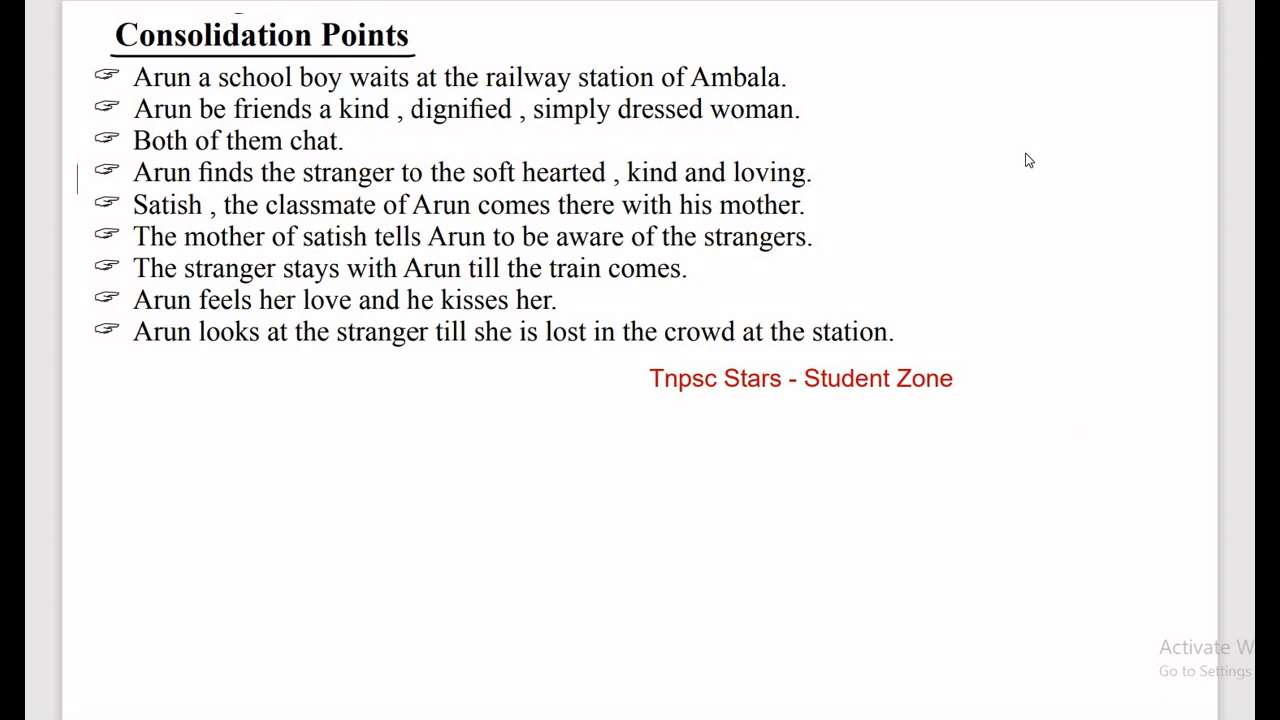 Consolidation Points
Arun a school boy waits at the railway station of Ambala.
Arun be friends a kind , dignified , simply dressed woman.
Both of them chat.
Arun finds the stranger to the soft hearted , kind and loving.
Satish , the classmate of Arun comes there with his mother.
The mother of satish tells Arun to be aware of the strangers.
The stranger stays with Arun till the train comes.
Arun feels her love and he kisses her.
Arun looks at the stranger till she is lost in the crowd at the station.
Tnpsc Stars - Student Zone
Activate W
Go to Settings